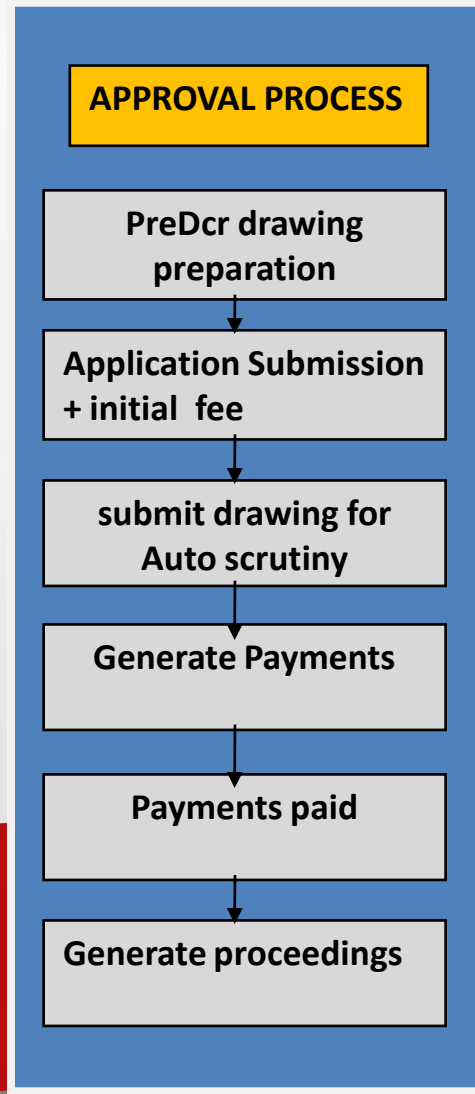 APPROVAL PROCESS
PreDcr drawing
preparation
Application Submission
+ initial fee
submit drawing for
Auto scrutiny
Generate Payments
Payments paid
Generate proceedings